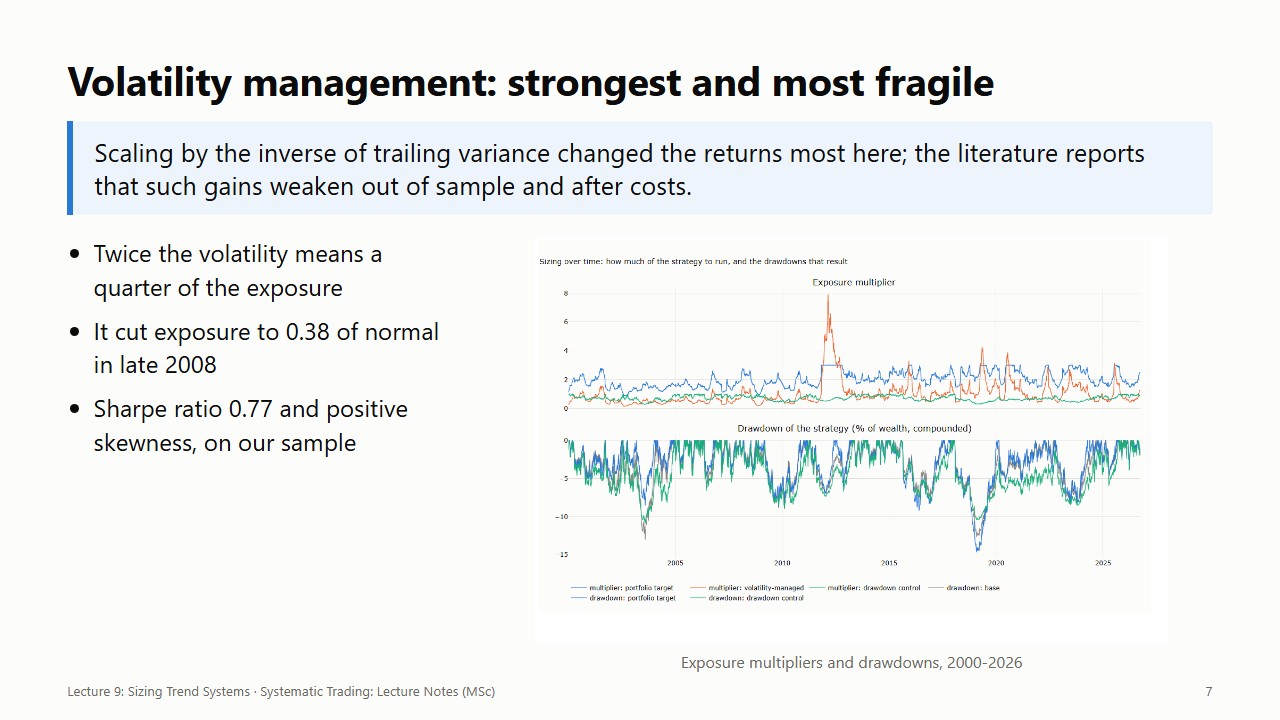 Volatility management: strongest and most fragile
Scaling by the inverse of trailing variance changed the returns most here; the literature reports
that such gains weaken out of sample and after costs.
• Twice the volatility means a
quarter of the exposure
• It cut exposure to 0.38 of normal
in late 2008
• Sharpe ratio 0.77 and positive
skewness, on our sample
Sizing over time: how much of the strategy to run, and the drawdowns that result
Exposure multiplier
8
6
4
2
0
Drawdown of the strategy (% of wealth, compounded)
0
−5
−10
−15
2005 2010 2015 2020 2025
multiplier: portfolio target multiplier: volatility-managed multiplier: drawdown control drawdown: base
drawdown: portfolio target drawdown: drawdown control
Exposure multipliers and drawdowns, 2000-2026
Lecture 9: Sizing Trend Systems · Systematic Trading: Lecture Notes (MSc) 7